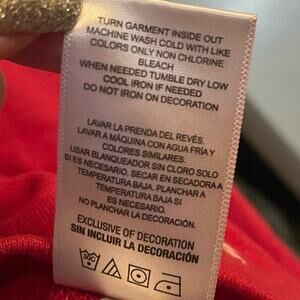 TURN GARMENT INSIDE OUT
MACHINE WASH COLD WITH LIKE
COLORS ONLY NON CHLORINE
BLEACH
WHEN NEEDED TUMBLE DRY LOW
COOL IRON IF NEEDED
DO NOT IRON ON DECORATION
LAVAR LA PRENDA DEL REVÉS.
LAVAR A MÁQUINA CON AGUA FRÍA Y
COLORES SIMILARES.
USAR BLANQUEADOR SIN CLORO SOLO
SI ES NECESARIO. SECAR EN SECADORA A
TEMPERATURA BAJA. PLANCHAR A
TEMPERATURA BAJA SI
ES NECESARIO.
NO PLANCHAR LA DECORACIÓN.
EXCLUSIVE OF DECORATION
SIN INCLUIR LA DECORACIÓN